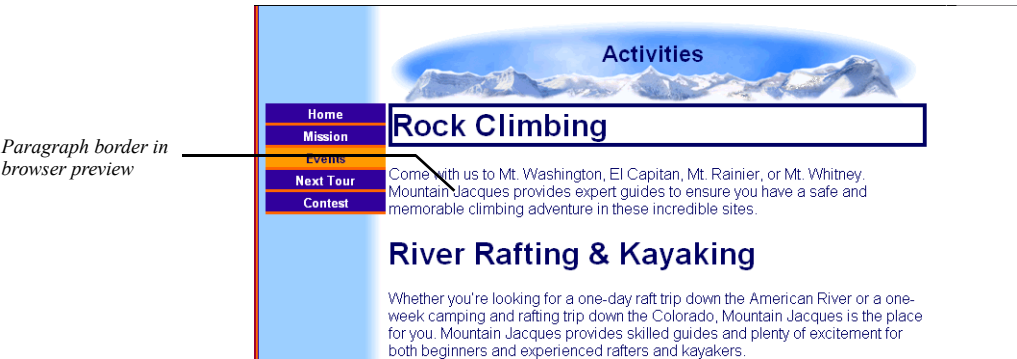 Activities
Home
Mission
Events
Next Tour
Contest
Paragraph border in
browser preview
Rock Climbing
Come with us to Mt. Washington, El Capitan, Mt. Rainier, or Mt. Whitney.
Mountain Jacques provides expert guides to ensure you have a safe and
memorable climbing adventure in these incredible sites.
River Rafting & Kayaking
Whether you're looking for a one-day raft trip down the American River or a one-
week camping and rafting trip down the Colorado, Mountain Jacques is the place
for you. Mountain Jacques provides skilled guides and plenty of excitement for
both beginners and experienced rafters and kayakers.